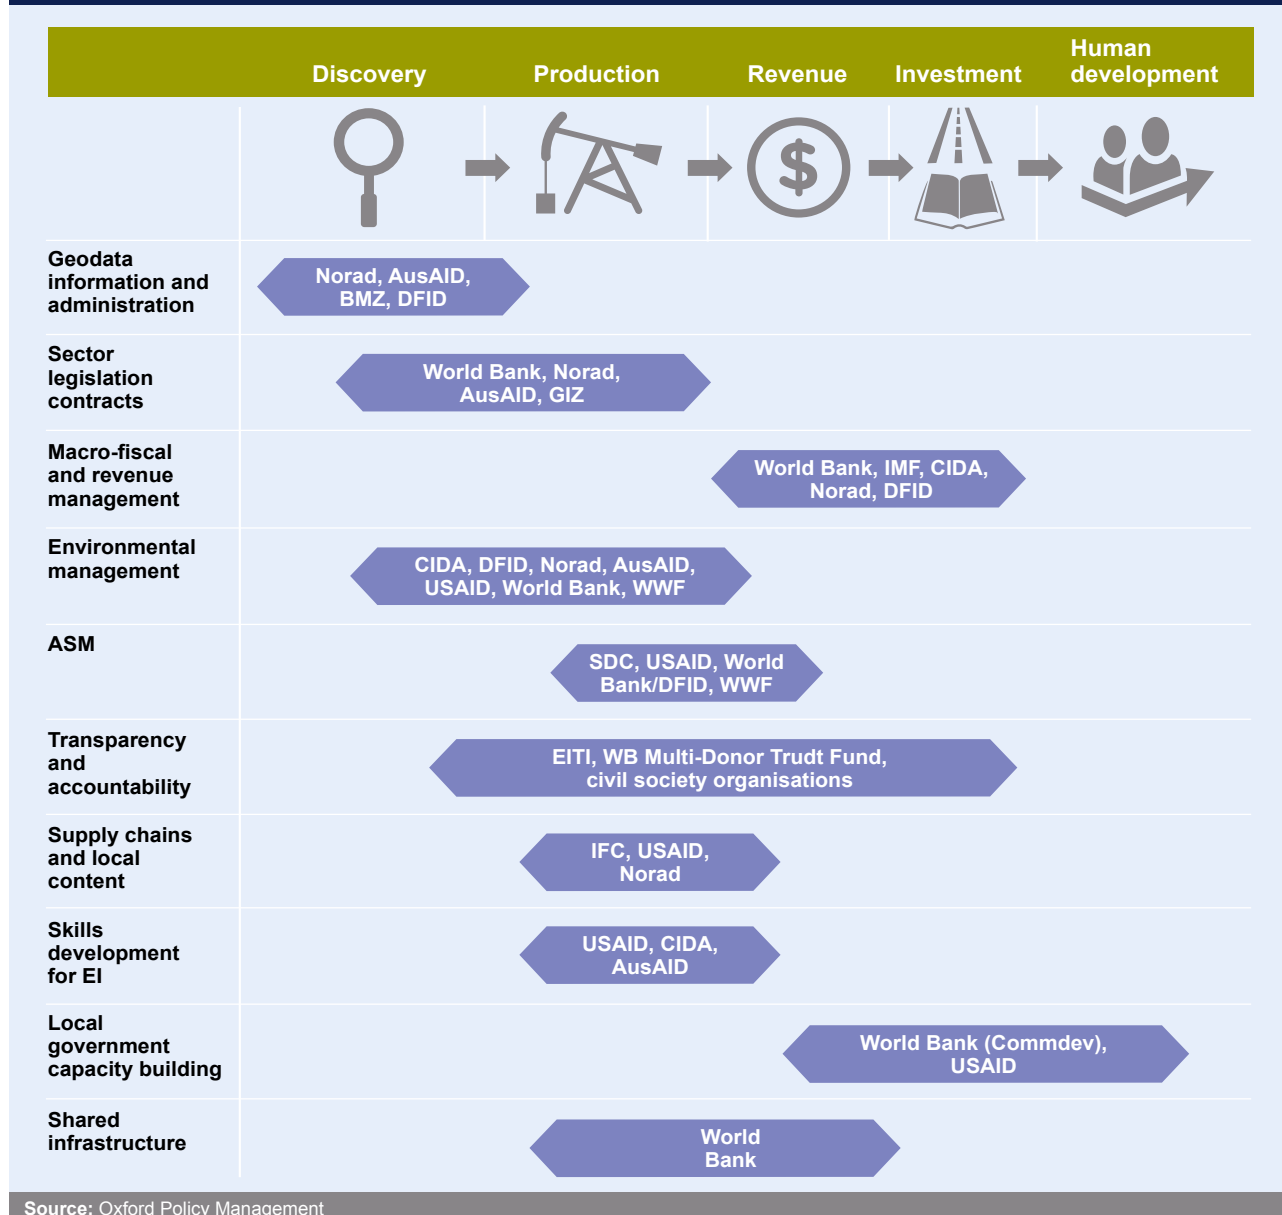 Discovery
Production
Revenue
Investment
Human
development
$
Geodata
information and
administration
Norad, AusAID,
BMZ, DFID
Sector
legislation
contracts
World Bank, Norad,
AusAID, GIZ
Macro-fiscal
and revenue
management
World Bank, IMF, CIDA,
Norad, DFID
Environmental
management
CIDA, DFID, Norad, AusAID,
USAID, World Bank, WWF
ASM
SDC, USAID, World
Bank/DFID, WWF
Transparency
and
accountability
EITI, WB Multi-Donor Trudt Fund,
civil society organisations
Supply chains
and local
content
IFC, USAID,
Norad
Skills
development
for EI
USAID, CIDA,
AusAID
Local
government
capacity building
World Bank (Commdev),
USAID
Shared
infrastructure
World
Bank
Source: Oxford Policy Management